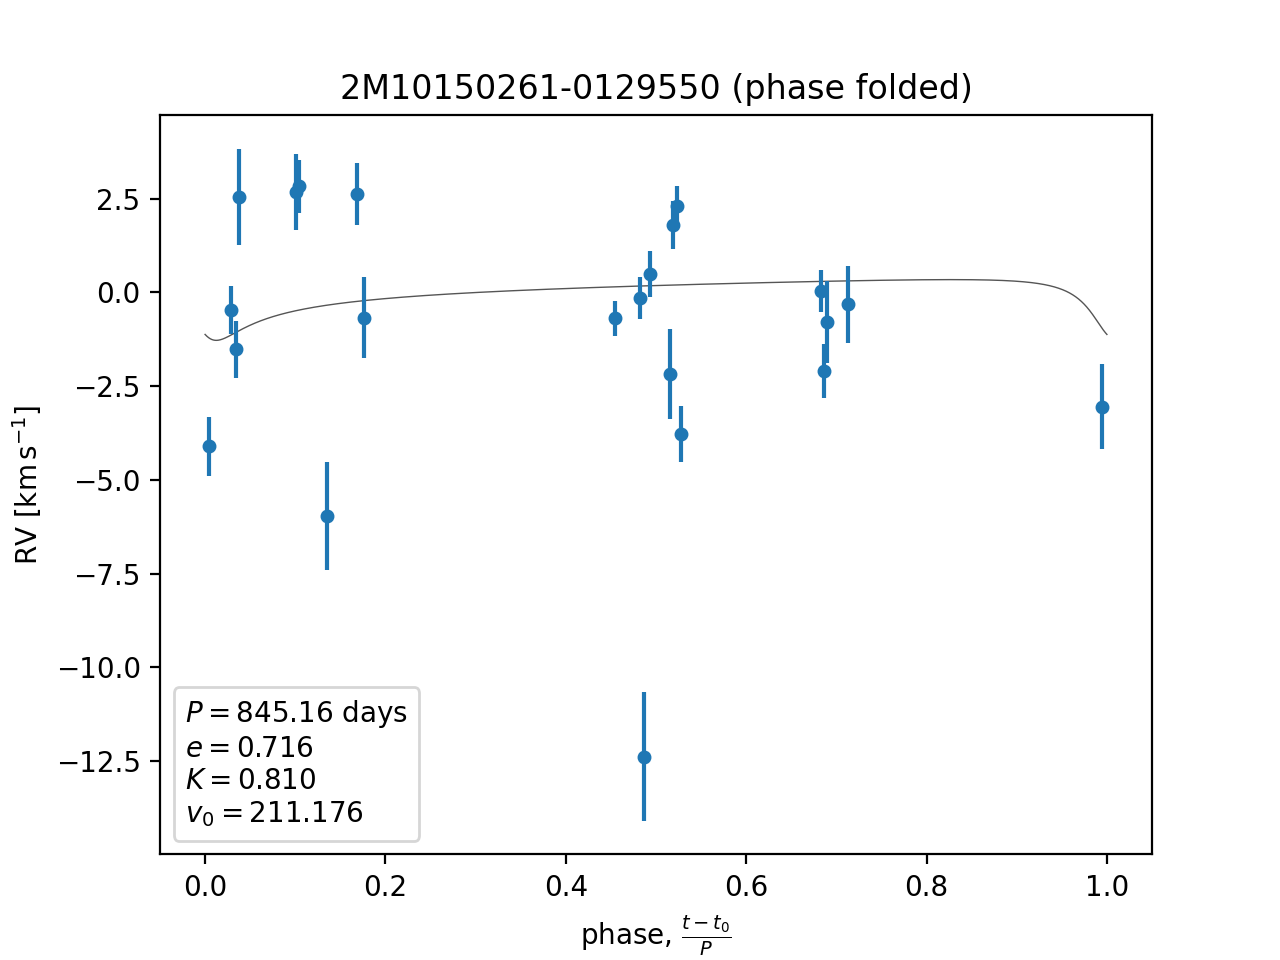 2M10150261-0129550 (phase folded)
RV [km s⁻¹]
2.5
0.0
−2.5
−5.0
−7.5
−10.0
−12.5
P = 845.16 days
e = 0.716
K = 0.810
v₀ = 211.176
0.0 0.2 0.4 0.6 0.8 1.0
phase, (t − t₀)/P